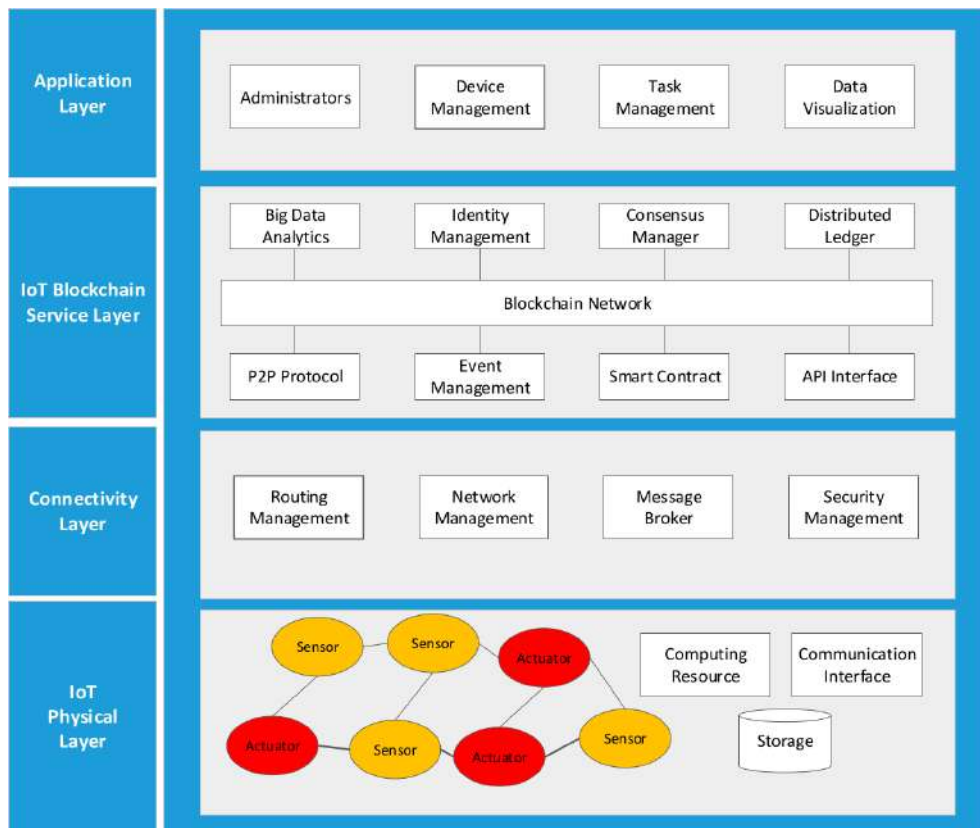 Application
Layer
Administrators
Device
Management
Task
Management
Data
Visualization
IoT Blockchain
Service Layer
Big Data
Analytics
Identity
Management
Consensus
Manager
Distributed
Ledger
Blockchain Network
P2P Protocol
Event
Management
Smart Contract
API Interface
Connectivity
Layer
Routing
Management
Network
Management
Message
Broker
Security
Management
IoT
Physical
Layer
Sensor
Sensor
Actuator
Computing
Resource
Communication
Interface
Actuator
Sensor
Actuator
Sensor
Storage